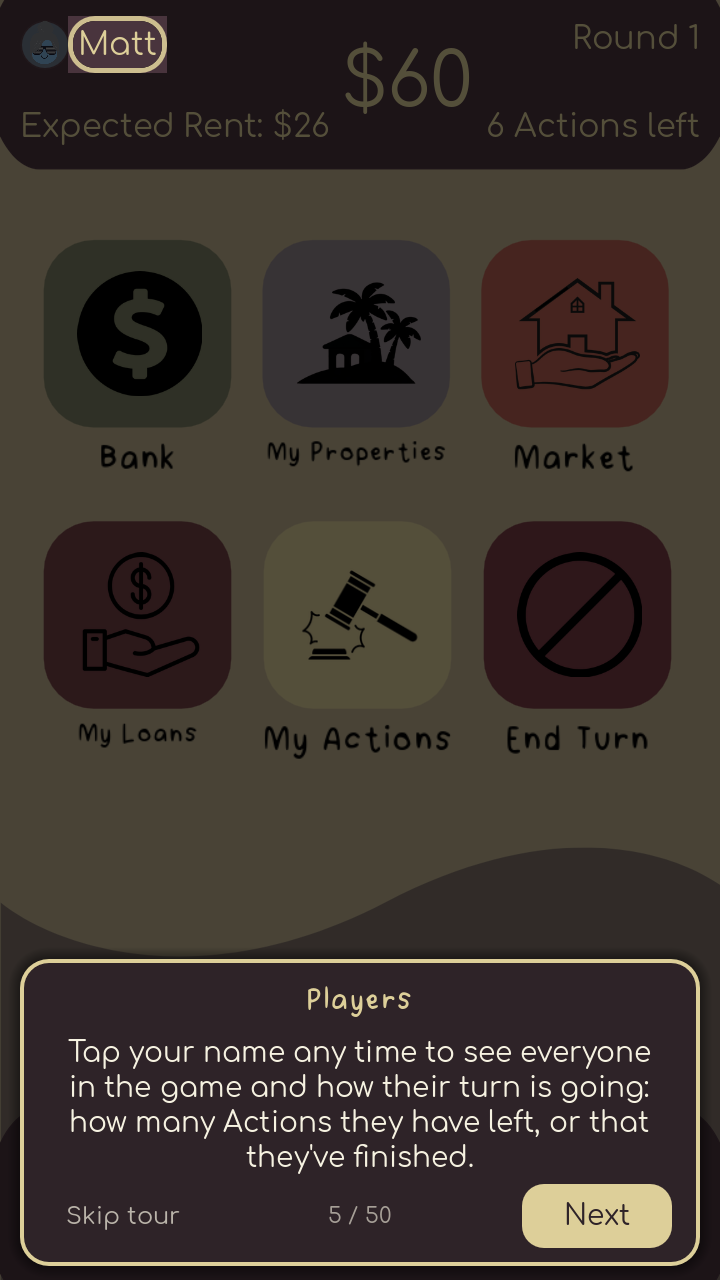 Matt
Round 1
$60
Expected Rent: $26
6 Actions left
Bank
My Properties
Market
My Loans
My Actions
End Turn
Players
Tap your name any time to see everyone
in the game and how their turn is going:
how many Actions they have left, or that
they've finished.
Skip tour
5 / 50
Next